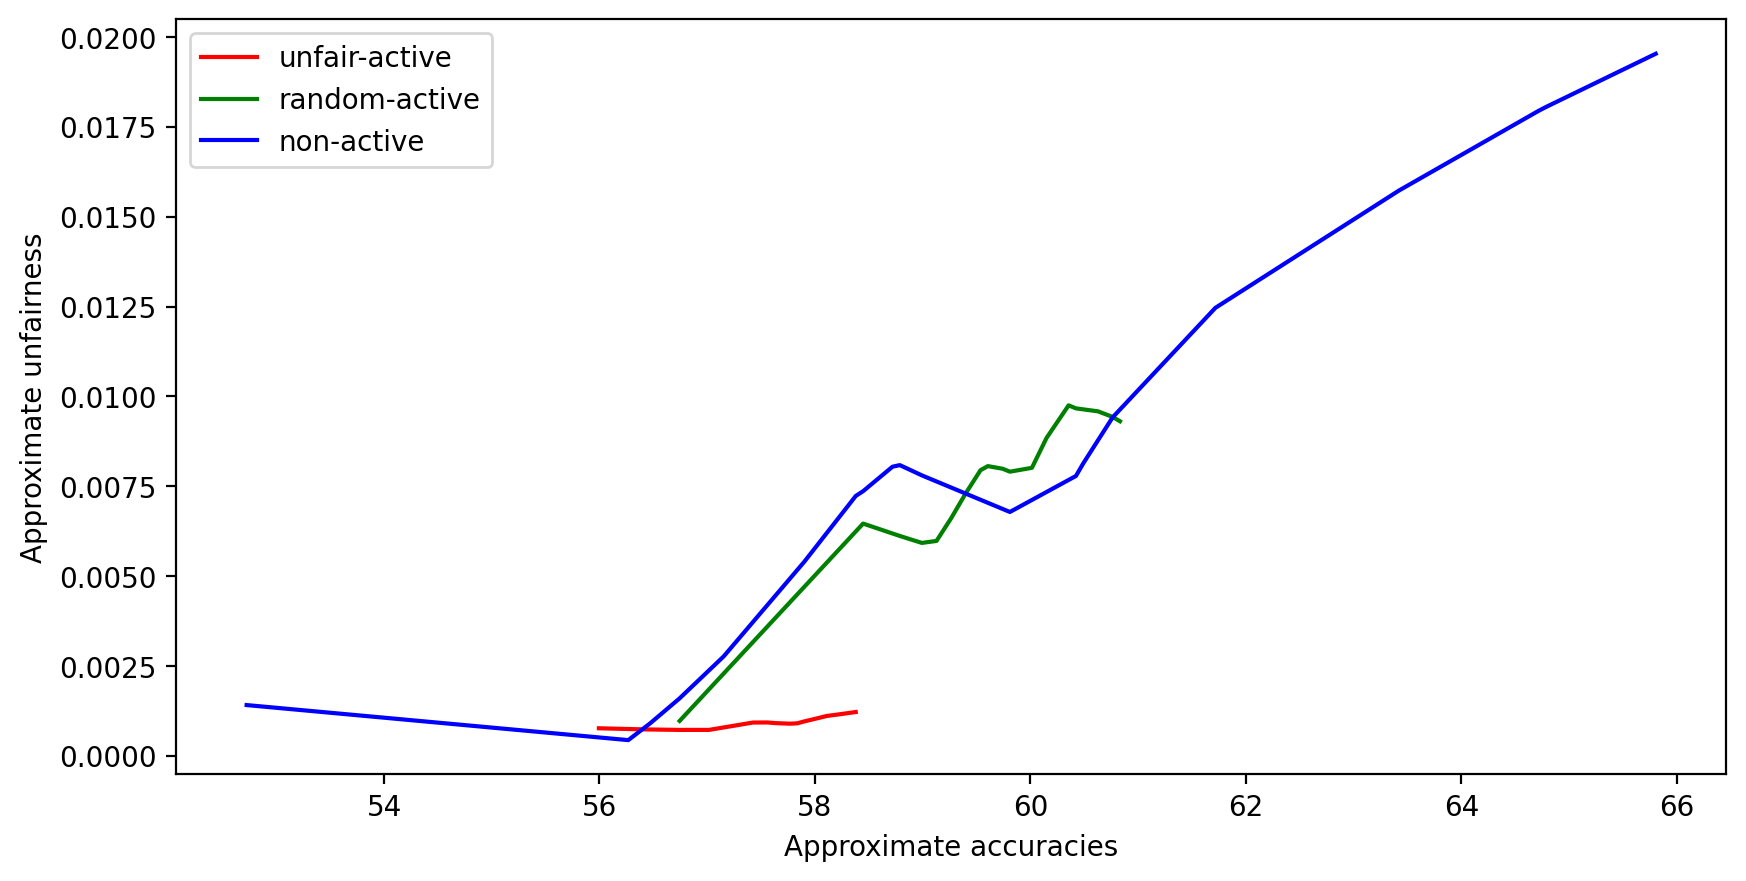 unfair-active
random-active
non-active
Approximate unfairness
0.0200
0.0175
0.0150
0.0125
0.0100
0.0075
0.0050
0.0025
0.0000
54 56 58 60 62 64 66
Approximate accuracies